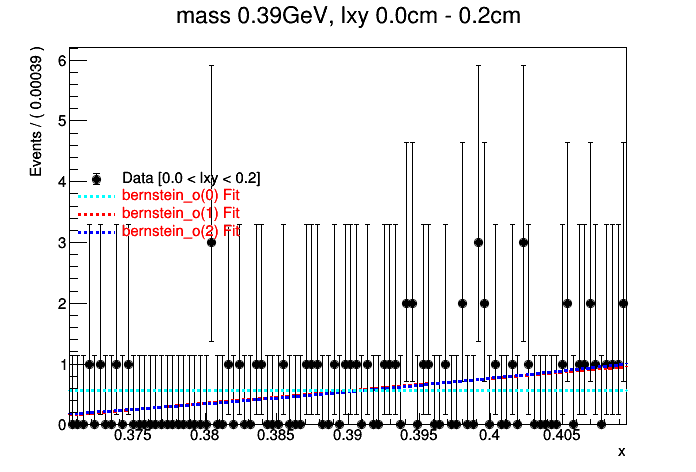 mass 0.39GeV, lxy 0.0cm - 0.2cm
Events / ( 0.00039 )
6
5
4
3
2
1
0
Data [0.0 < lxy < 0.2]
bernstein_o(0) Fit
bernstein_o(1) Fit
bernstein_o(2) Fit
0.375 0.38 0.385 0.39 0.395 0.4 0.405
x